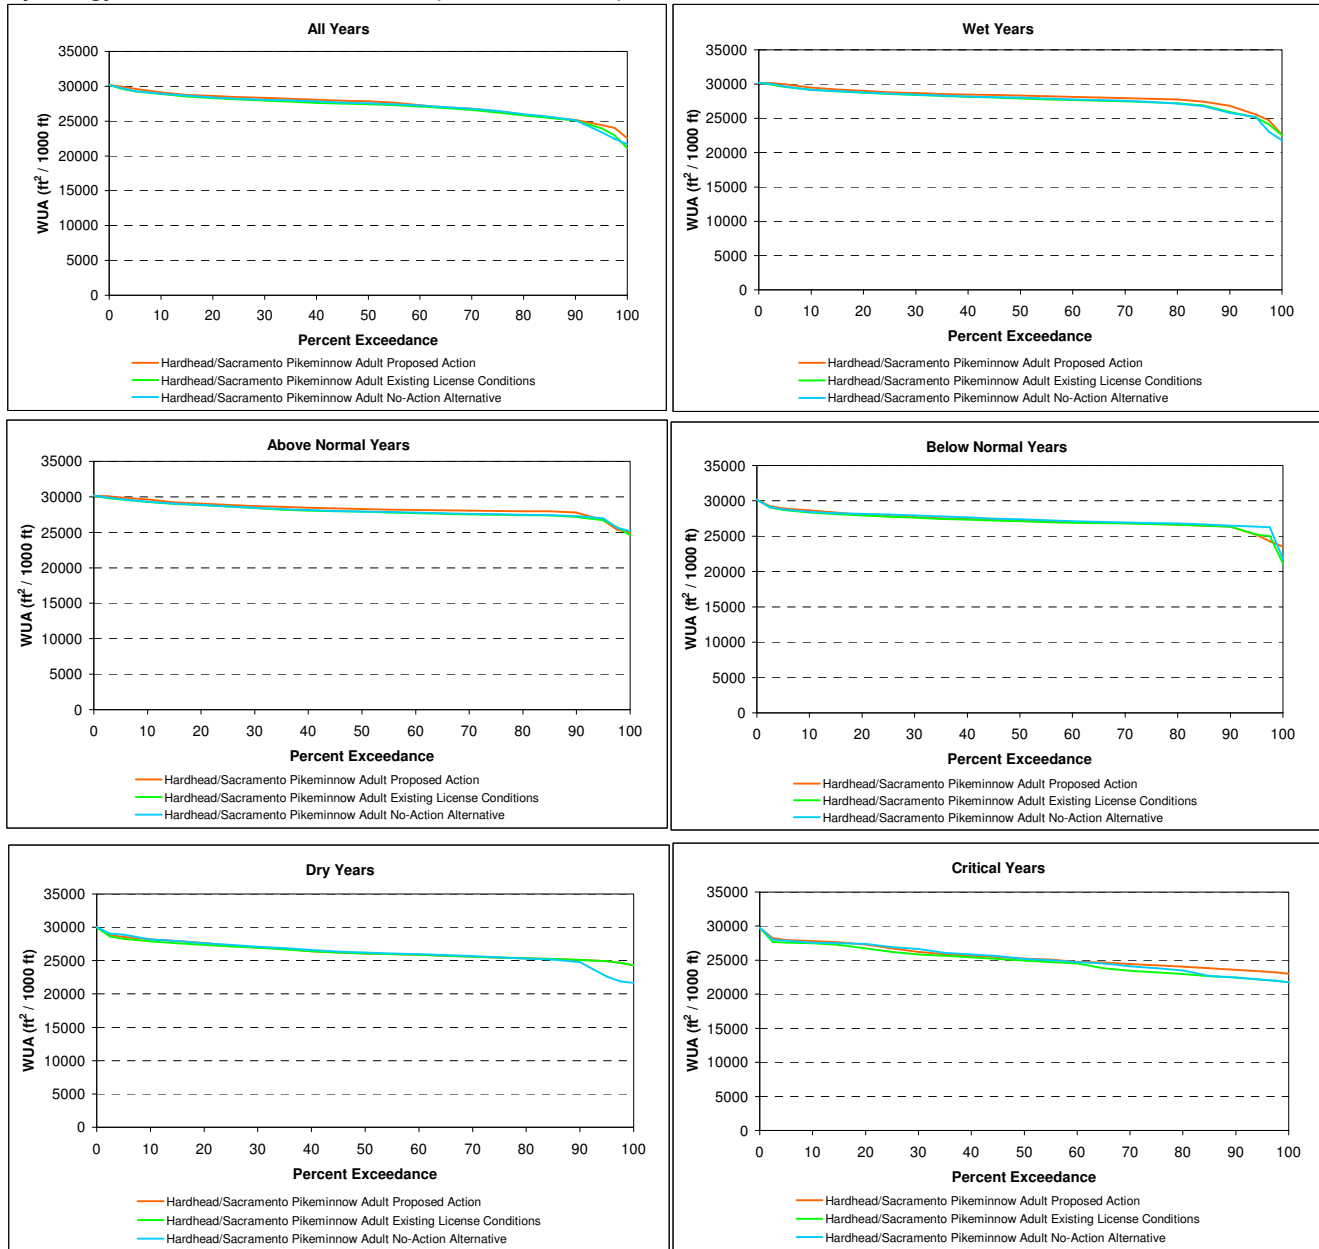 All Years
35000
30000
25000
20000
15000
10000
5000
0
WUA (ft² / 1000 ft)
0 10 20 30 40 50 60 70 80 90 100
Percent Exceedance
Hardhead/Sacramento Pikeminnow Adult Proposed Action
Hardhead/Sacramento Pikeminnow Adult Existing License Conditions
Hardhead/Sacramento Pikeminnow Adult No-Action Alternative
Wet Years
35000
30000
25000
20000
15000
10000
5000
0
WUA (ft² / 1000 ft)
0 10 20 30 40 50 60 70 80 90 100
Percent Exceedance
Hardhead/Sacramento Pikeminnow Adult Proposed Action
Hardhead/Sacramento Pikeminnow Adult Existing License Conditions
Hardhead/Sacramento Pikeminnow Adult No-Action Alternative
Above Normal Years
35000
30000
25000
20000
15000
10000
5000
0
WUA (ft² / 1000 ft)
0 10 20 30 40 50 60 70 80 90 100
Percent Exceedance
Hardhead/Sacramento Pikeminnow Adult Proposed Action
Hardhead/Sacramento Pikeminnow Adult Existing License Conditions
Hardhead/Sacramento Pikeminnow Adult No-Action Alternative
Below Normal Years
35000
30000
25000
20000
15000
10000
5000
0
WUA (ft² / 1000 ft)
0 10 20 30 40 50 60 70 80 90 100
Percent Exceedance
Hardhead/Sacramento Pikeminnow Adult Proposed Action
Hardhead/Sacramento Pikeminnow Adult Existing License Conditions
Hardhead/Sacramento Pikeminnow Adult No-Action Alternative
Dry Years
35000
30000
25000
20000
15000
10000
5000
0
WUA (ft² / 1000 ft)
0 10 20 30 40 50 60 70 80 90 100
Percent Exceedance
Hardhead/Sacramento Pikeminnow Adult Proposed Action
Hardhead/Sacramento Pikeminnow Adult Existing License Conditions
Hardhead/Sacramento Pikeminnow Adult No-Action Alternative
Critical Years
35000
30000
25000
20000
15000
10000
5000
0
WUA (ft² / 1000 ft)
0 10 20 30 40 50 60 70 80 90 100
Percent Exceedance
Hardhead/Sacramento Pikeminnow Adult Proposed Action
Hardhead/Sacramento Pikeminnow Adult Existing License Conditions
Hardhead/Sacramento Pikeminnow Adult No-Action Alternative